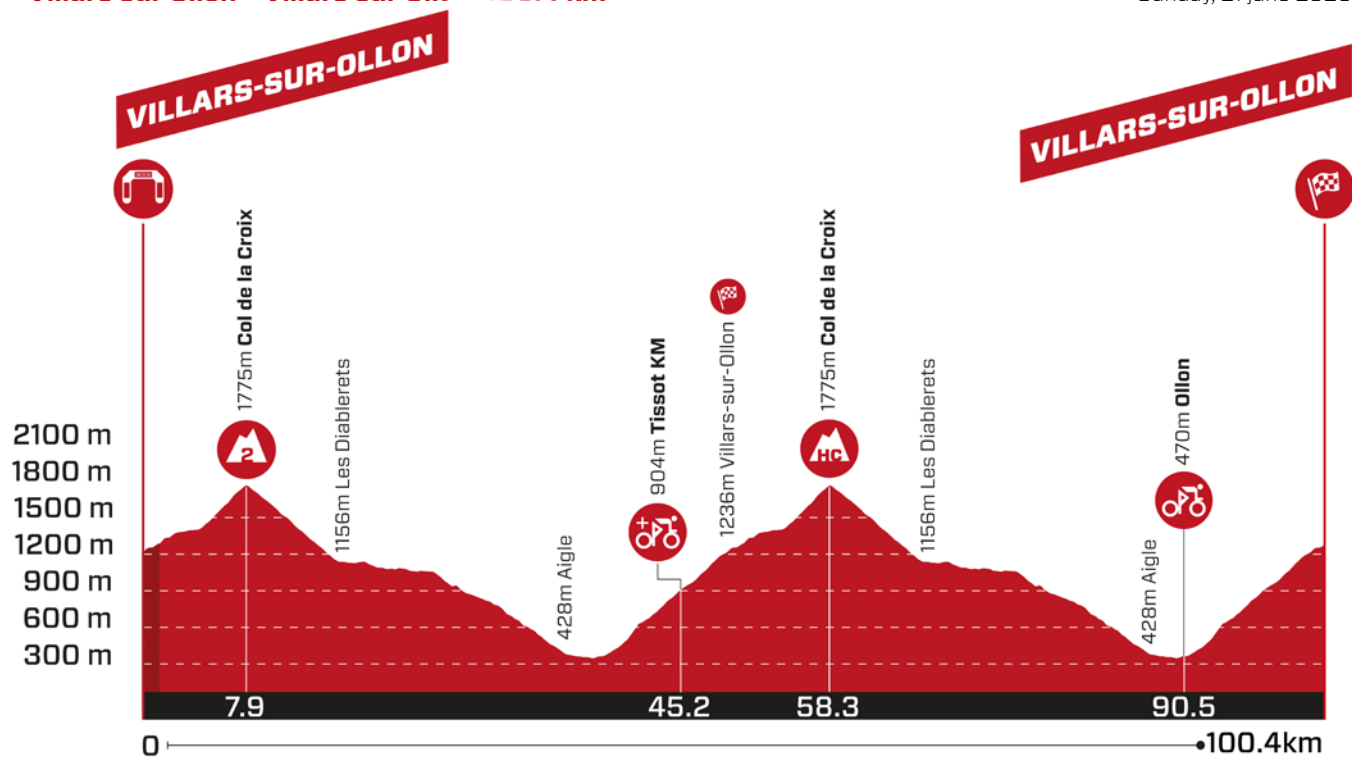 VILLARS-SUR-OLLON
VILLARS-SUR-OLLON
1775m Col de la Croix
1156m Les Diablerets
428m Aigle
904m Tissot KM
1236m Villars-sur-Ollon
1775m Col de la Croix
1156m Les Diablerets
428m Aigle
470m Ollon
2
HC
2100 m
1800 m
1500 m
1200 m
900 m
600 m
300 m
7.9
45.2
58.3
90.5
0
100.4km